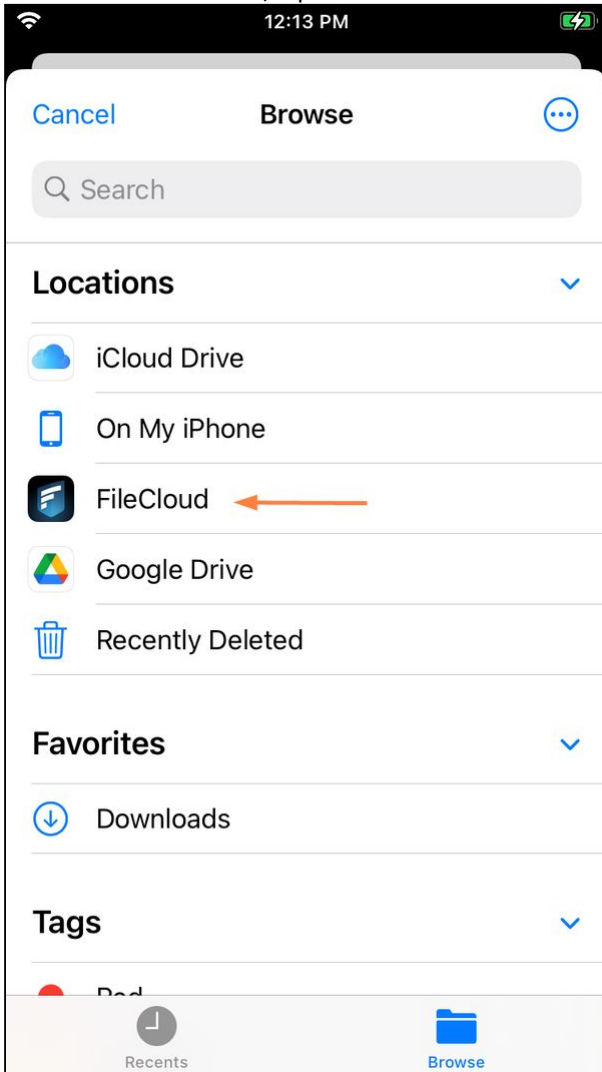 12:13 PM
Cancel Browse
Search
Locations
iCloud Drive
On My iPhone
FileCloud
Google Drive
Recently Deleted
Favorites
Downloads
Tags
Recents Browse